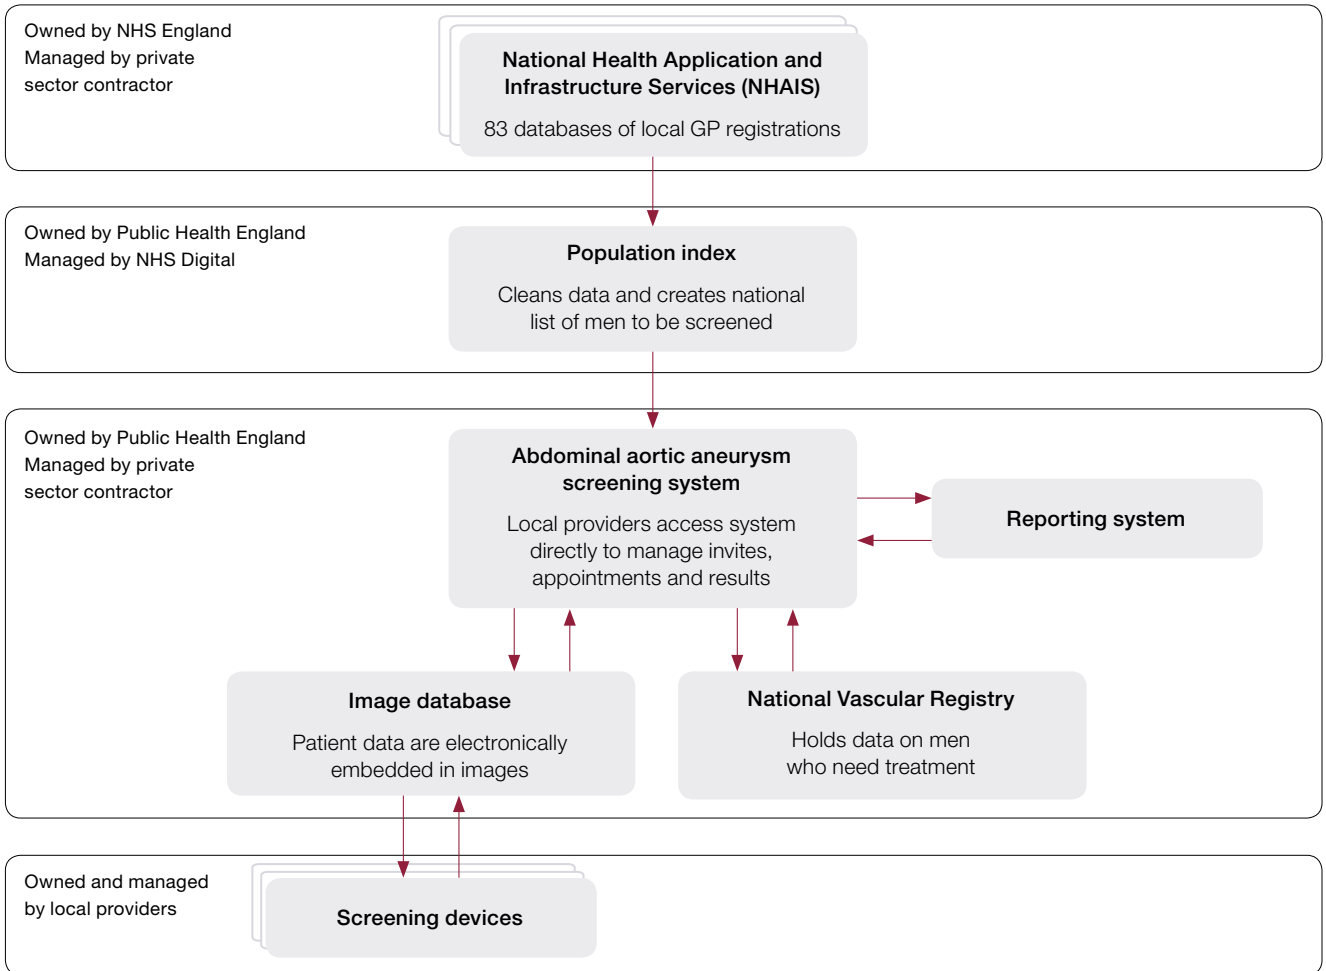 Owned by NHS England
Managed by private
sector contractor
National Health Application and
Infrastructure Services (NHAIS)
83 databases of local GP registrations
Owned by Public Health England
Managed by NHS Digital
Population index
Cleans data and creates national
list of men to be screened
Owned by Public Health England
Managed by private
sector contractor
Abdominal aortic aneurysm
screening system
Local providers access system
directly to manage invites,
appointments and results
Reporting system
Image database
Patient data are electronically
embedded in images
National Vascular Registry
Holds data on men
who need treatment
Owned and managed
by local providers
Screening devices